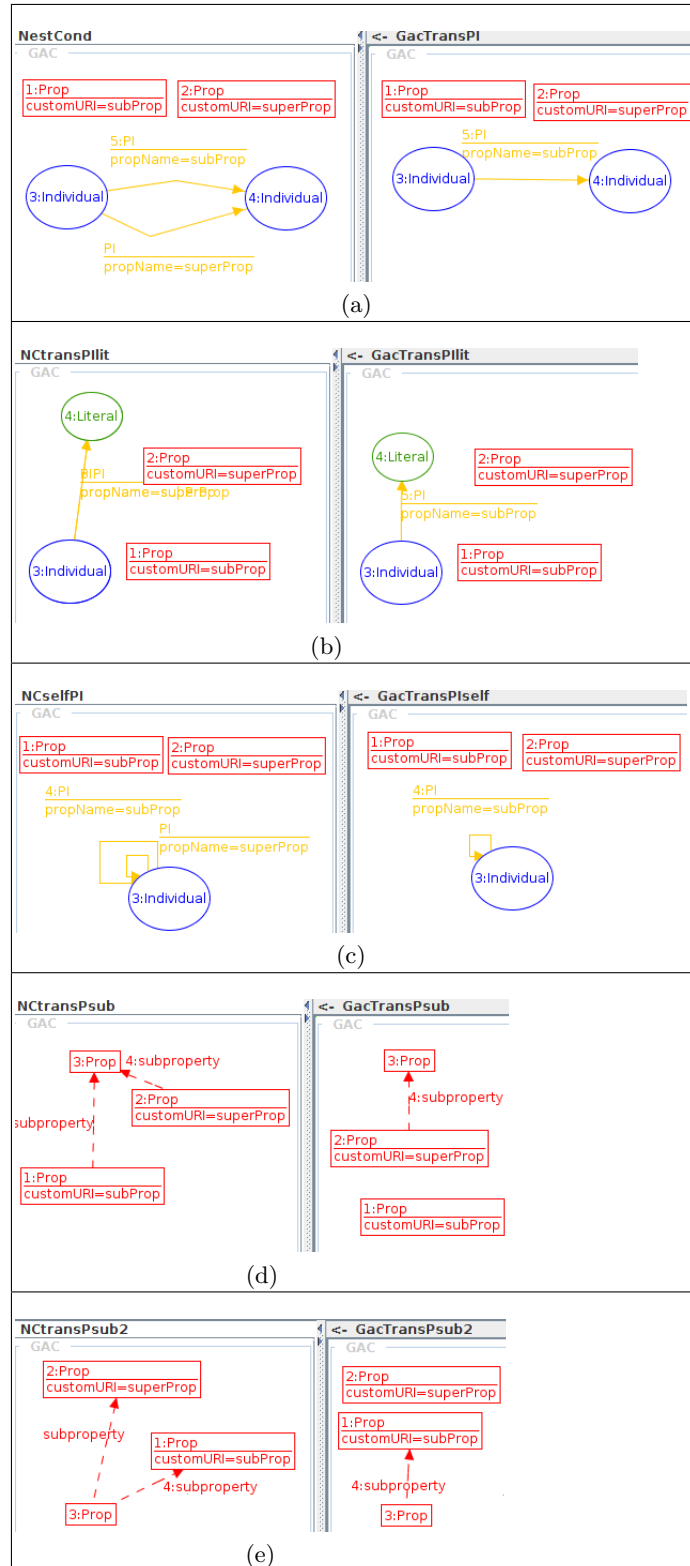 NestCond
<- GacTransPI
GAC
GAC
1:Prop
customURI=subProp
2:Prop
customURI=superProp
1:Prop
customURI=subProp
2:Prop
customURI=superProp
5:PI
propName=subProp
5:PI
propName=subProp
3:Individual
4:Individual
3:Individual
4:Individual
PI
propName=superProp
(a)
NCtransPIlit
<- GacTransPIlit
GAC
GAC
4:Literal
4:Literal
2:Prop
customURI=superProp
2:Prop
customURI=superProp
5:PI
propName=subProp
1:Prop
customURI=subProp
1:Prop
customURI=subProp
3:Individual
3:Individual
(b)
NCselfPI
<- GacTransPIself
GAC
GAC
1:Prop
customURI=subProp
2:Prop
customURI=superProp
1:Prop
customURI=subProp
2:Prop
customURI=superProp
4:PI
propName=subProp
4:PI
propName=subProp
PI
propName=superProp
3:Individual
3:Individual
(c)
NCtransPsub
<- GacTransPsub
GAC
GAC
3:Prop
4:subproperty
3:Prop
2:Prop
customURI=superProp
4:subproperty
subproperty
2:Prop
customURI=superProp
1:Prop
customURI=subProp
1:Prop
customURI=subProp
(d)
NCtransPsub2
<- GacTransPsub2
GAC
GAC
2:Prop
customURI=superProp
2:Prop
customURI=superProp
subproperty
1:Prop
customURI=subProp
1:Prop
customURI=subProp
4:subproperty
4:subproperty
3:Prop
3:Prop
(e)